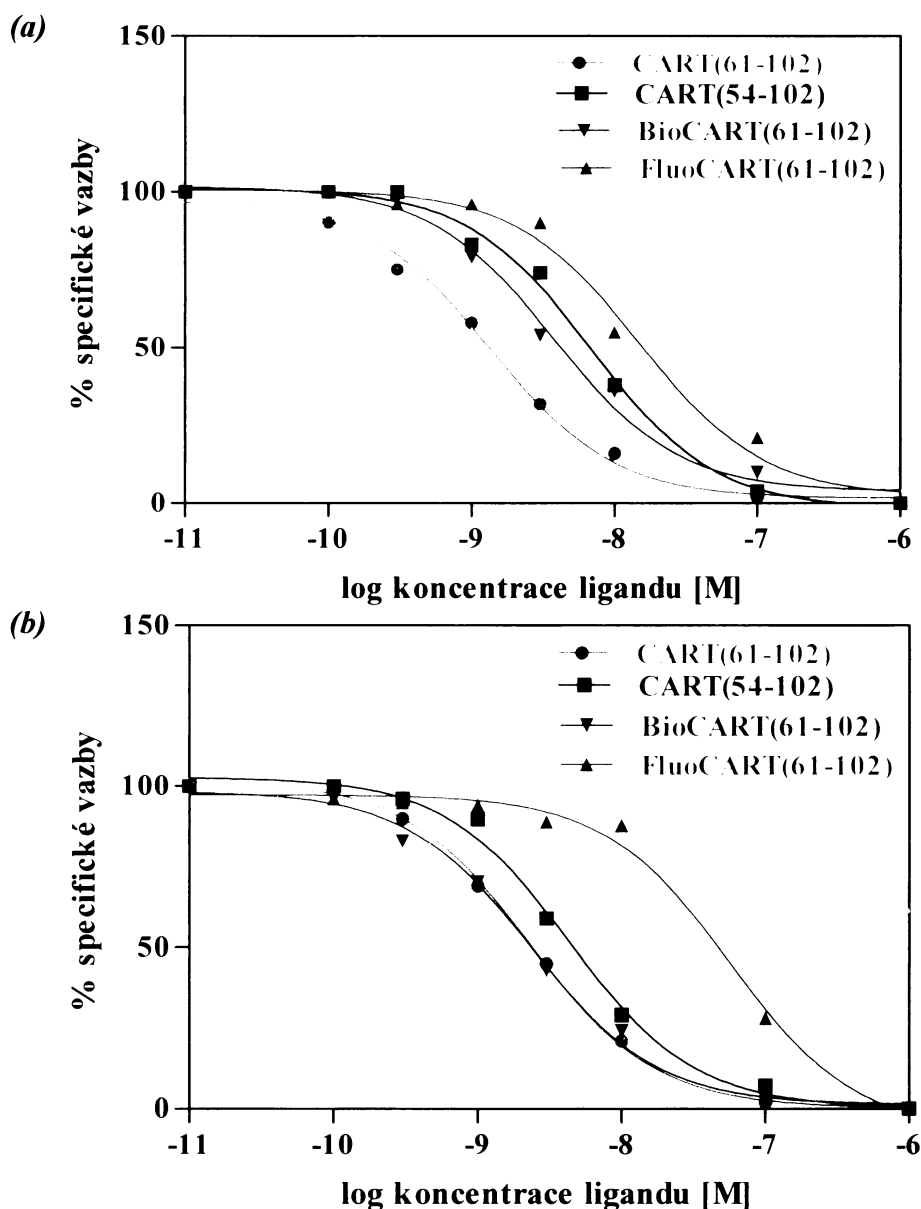 (a)
150
100
50
0
% specifické vazby
CART(61-102)
CART(54-102)
BioCART(61-102)
FluoCART(61-102)
-11 -10 -9 -8 -7 -6
log koncentrace ligandu [M]
(b)
150
100
50
0
% specifické vazby
CART(61-102)
CART(54-102)
BioCART(61-102)
FluoCART(61-102)
-11 -10 -9 -8 -7 -6
log koncentrace ligandu [M]